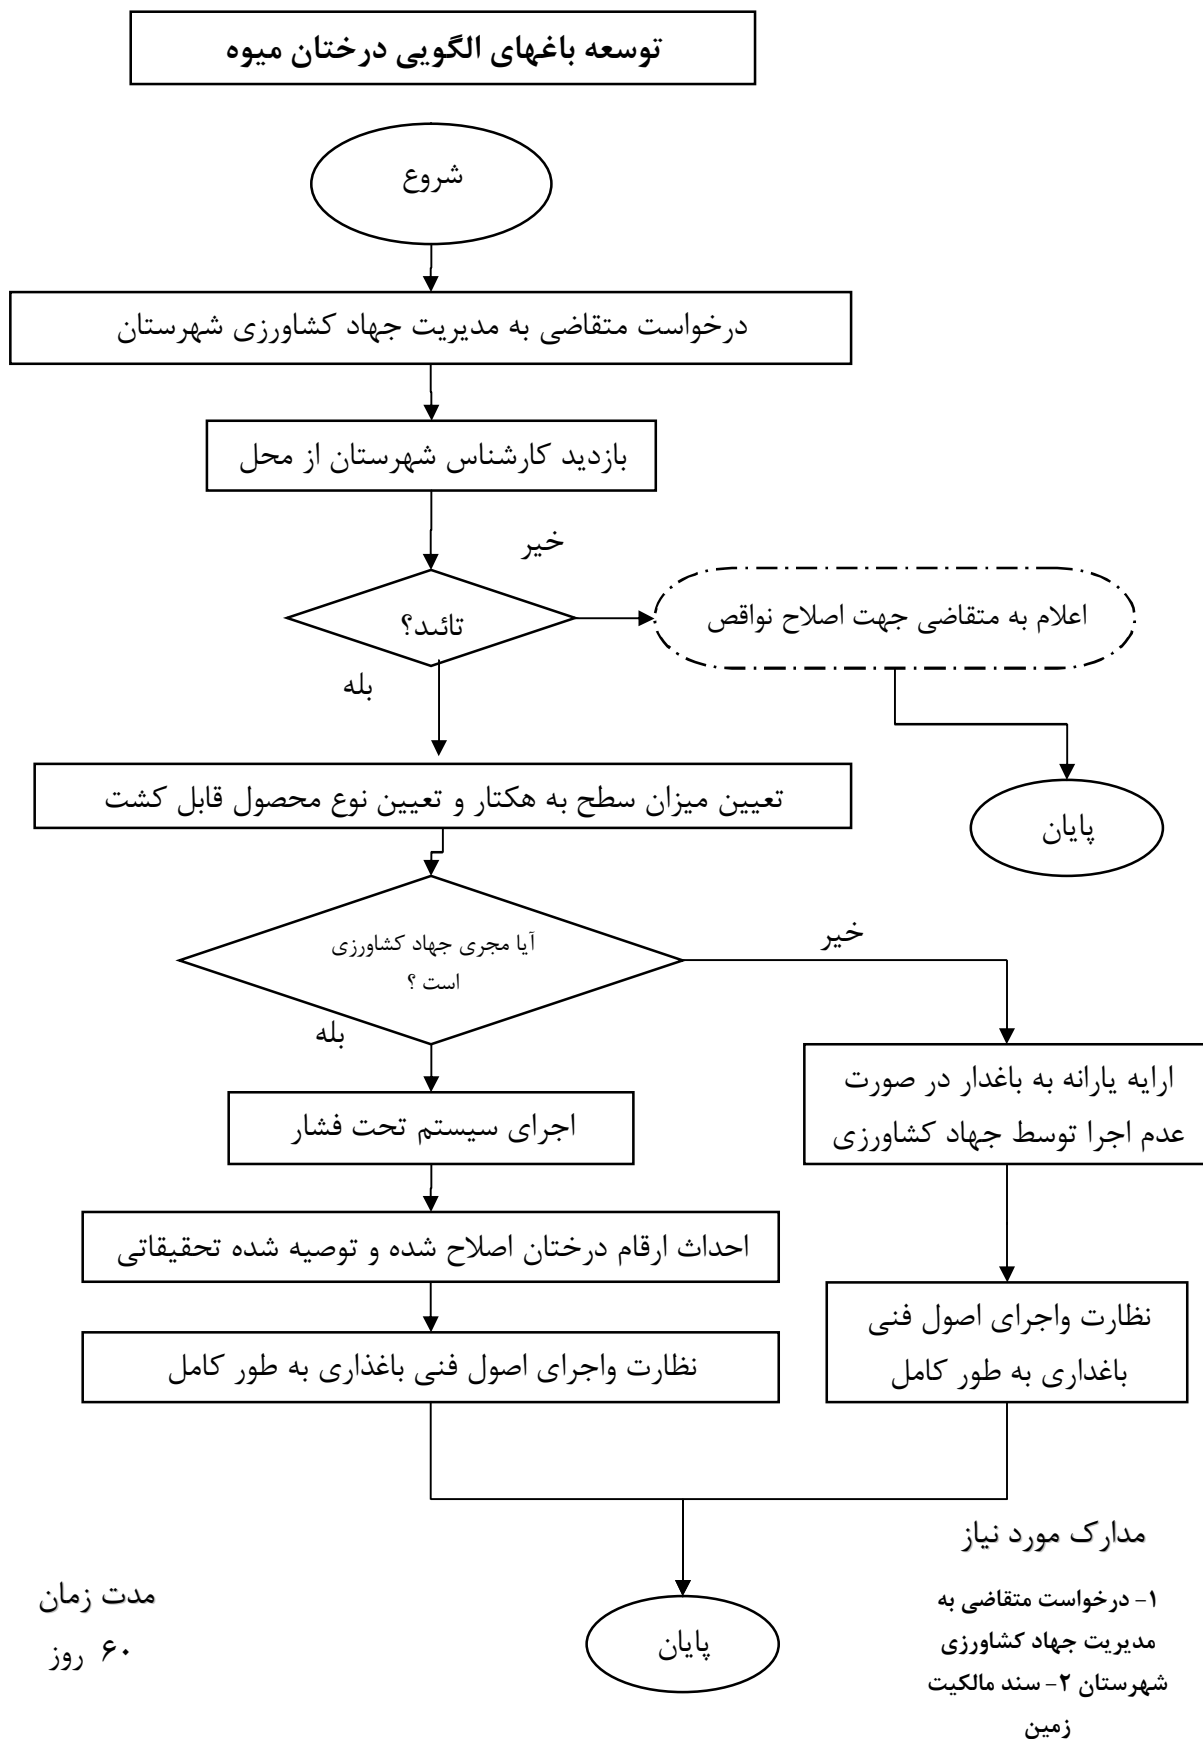 توسعه باغهای الگویی درختان میوه
شروع
درخواست متقاضی به مدیریت جهاد کشاورزی شهرستان
بازدید کارشناس شهرستان از محل
خیر
تائید؟
اعلام به متقاضی جهت اصلاح نواقص
بله
تعیین میزان سطح به هکتار و تعیین نوع محصول قابل کشت
پایان
آیا مجری جهاد کشاورزی
است ؟
خیر
بله
ارایه یارانه به باغدار در صورت
عدم اجرا توسط جهاد کشاورزی
اجرای سیستم تحت فشار
احداث ارقام درختان اصلاح شده و توصیه شده تحقیقاتی
نظارت واجرای اصول فنی
باغداری به طور کامل
نظارت واجرای اصول فنی باغذاری به طور کامل
مدارک مورد نیاز
۱- درخواست متقاضی به
مدیریت جهاد کشاورزی
شهرستان ۲- سند مالکیت
زمین
پایان
مدت زمان
۶۰ روز